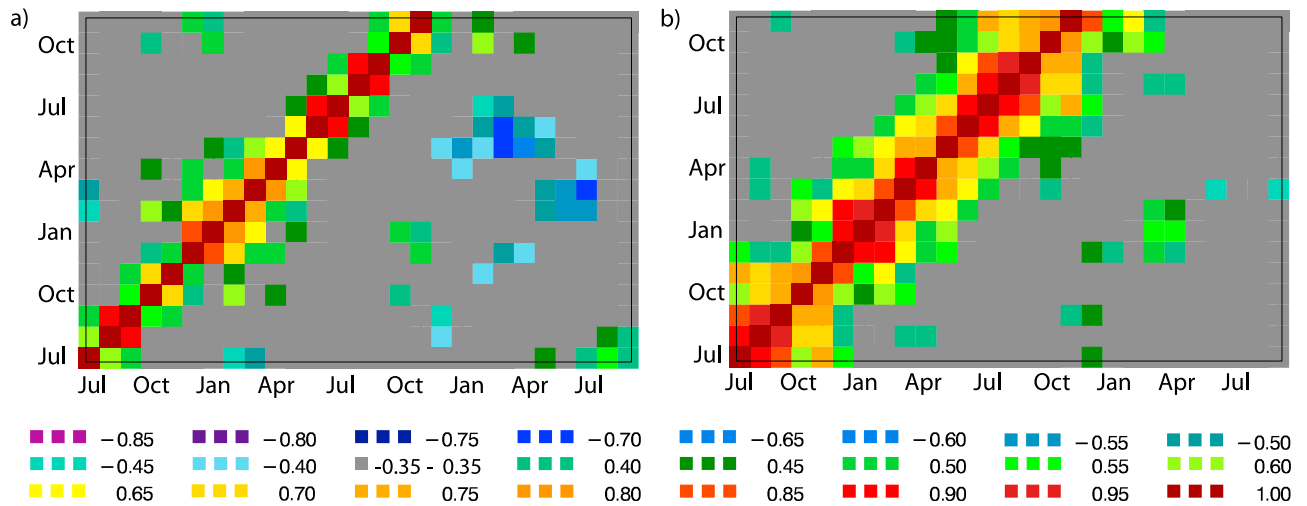 a)
Oct
Jul
Apr
Jan
Oct
Jul
Jul Oct Jan Apr Jul Oct Jan Apr Jul
b)
Oct
Jul
Apr
Jan
Oct
Jul
Jul Oct Jan Apr Jul Oct Jan Apr Jul
−0.85 −0.80 −0.75 −0.70 −0.65 −0.60 −0.55 −0.50
−0.45 −0.40 -0.35 - 0.35 0.40 0.45 0.50 0.55 0.60
0.65 0.70 0.75 0.80 0.85 0.90 0.95 1.00